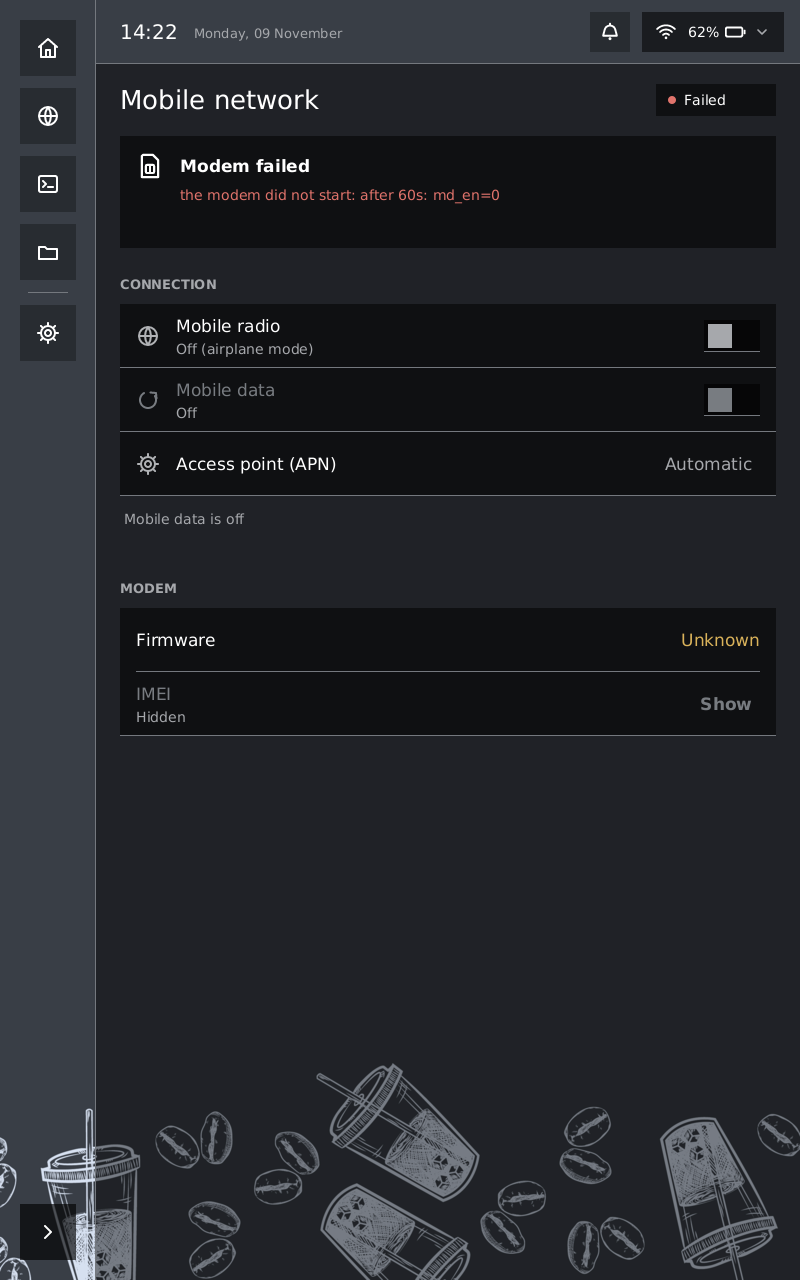 14:22 Monday, 09 November 62%
Mobile network Failed
Modem failed
the modem did not start: after 60s: md_en=0
CONNECTION
Mobile radio
Off (airplane mode)
Mobile data
Off
Access point (APN) Automatic
Mobile data is off
MODEM
Firmware Unknown
IMEI
Hidden
Show